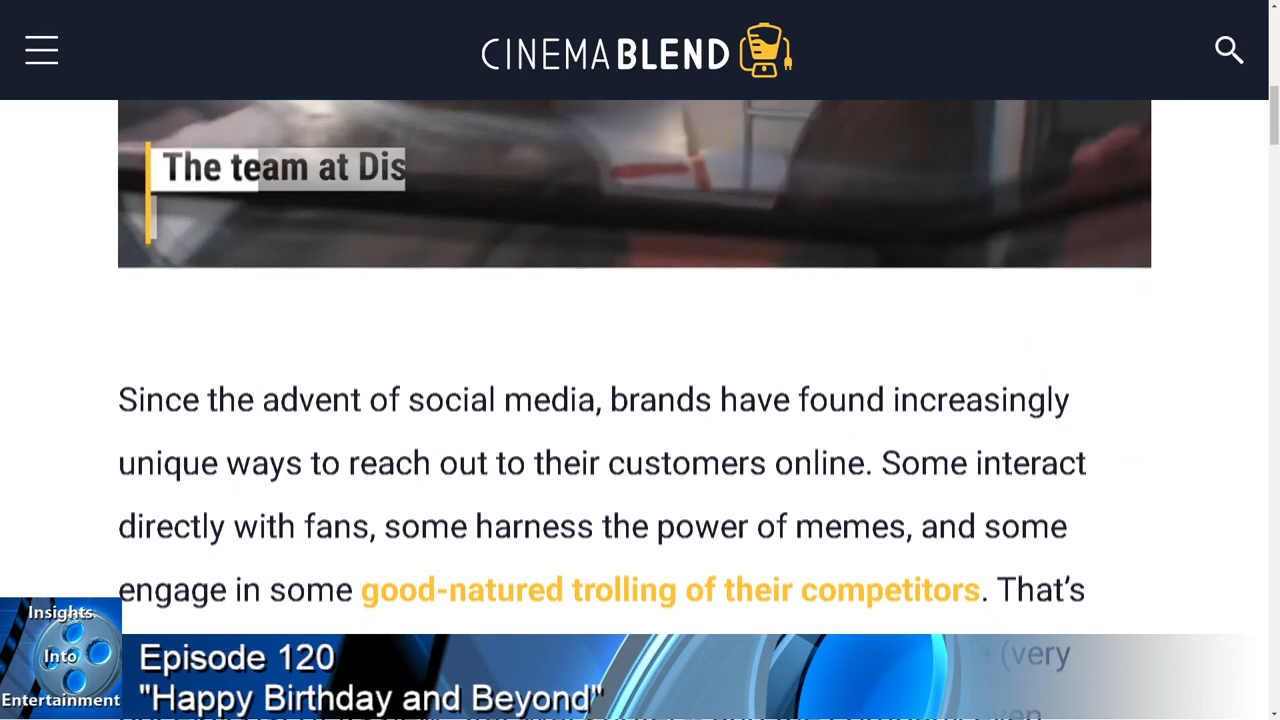 CINEMABLEND
The team at Dis
Since the advent of social media, brands have found increasingly
unique ways to reach out to their customers online. Some interact
directly with fans, some harness the power of memes, and some
engage in some good-natured trolling of their competitors. That’s
(very
Insights
Into
Entertainment
Episode 120
"Happy Birthday and Beyond"